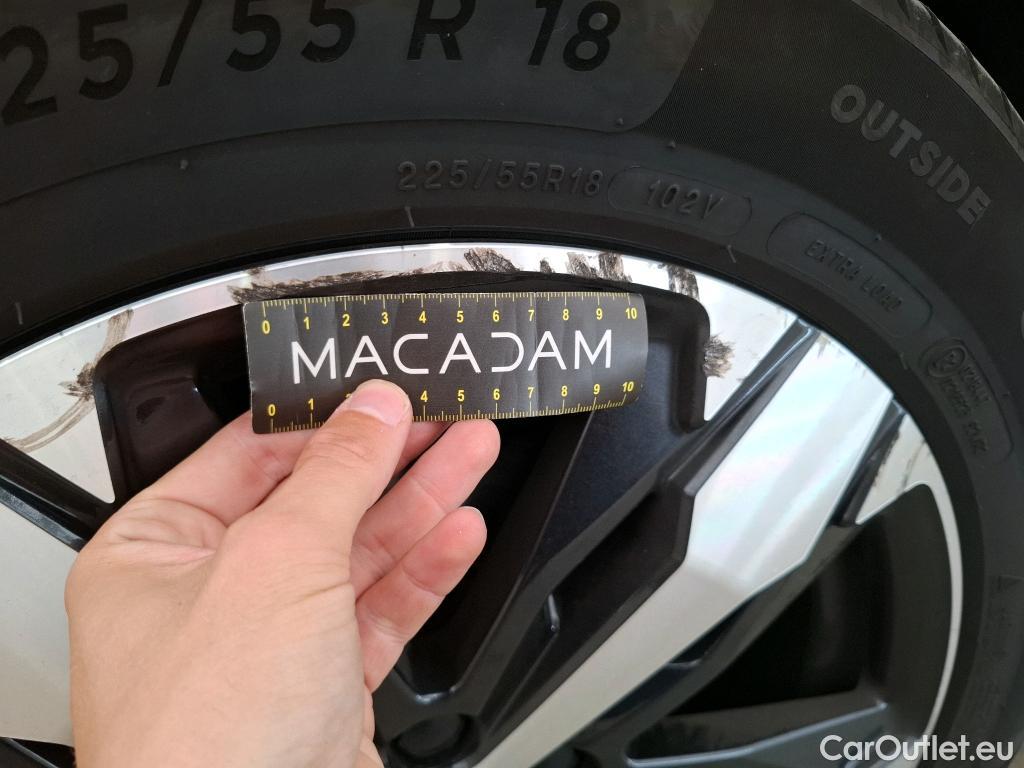 25/55 R 18
OUTSIDE
225/55R18 102V
EXTRA LOAD
0 1 2 3 4 5 6 7 8 9 10
MACADAM
0 1 2 4 5 6 7 8 9 10
CarOutlet.eu